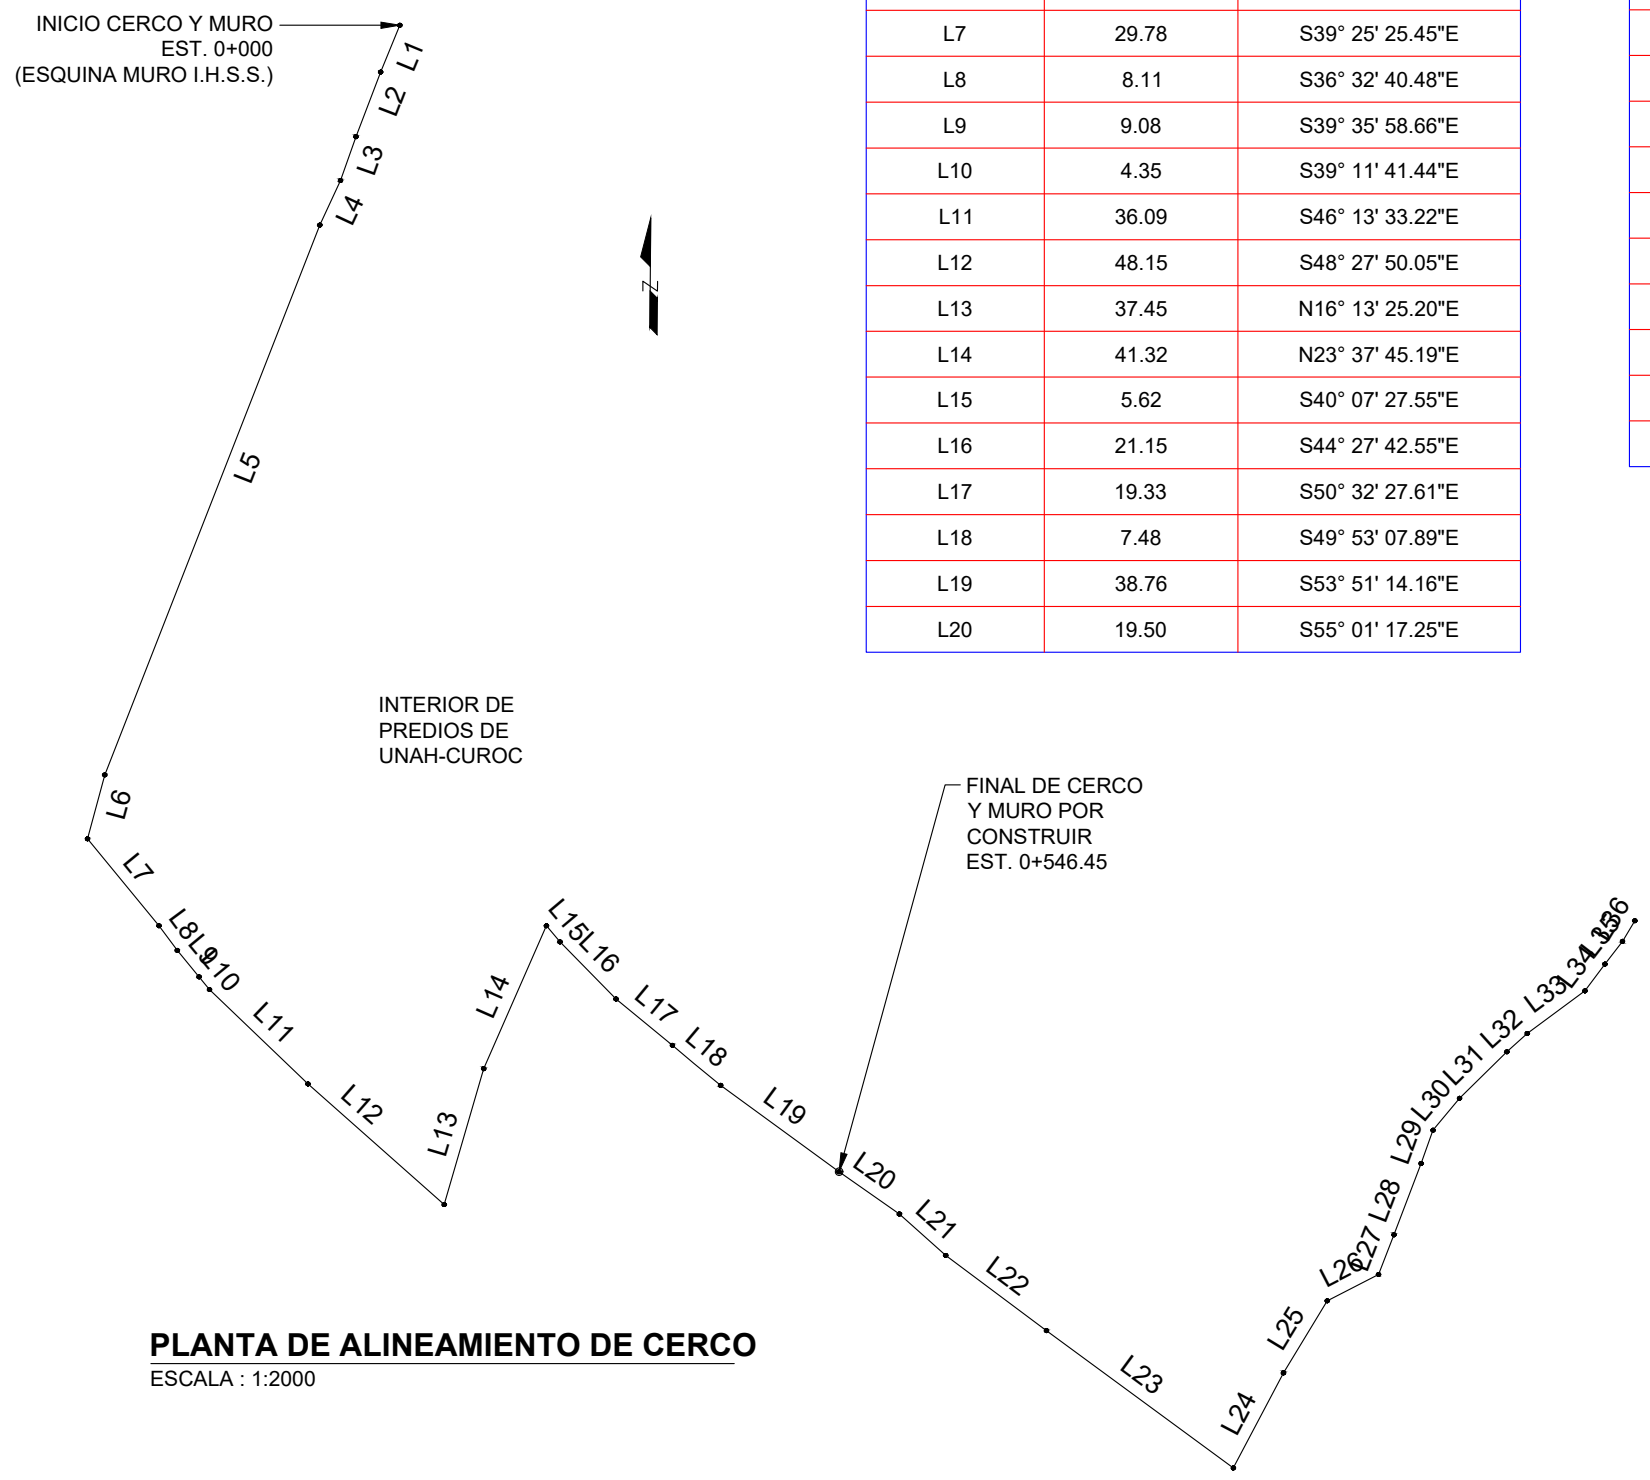 INICIO CERCO Y MURO
EST. 0+000
(ESQUINA MURO I.H.S.S.)
L7 29.78 S39° 25' 25.45"E
L8 8.11 S36° 32' 40.48"E
L9 9.08 S39° 35' 58.66"E
L10 4.35 S39° 11' 41.44"E
L11 36.09 S46° 13' 33.22"E
L12 48.15 S48° 27' 50.05"E
L13 37.45 N16° 13' 25.20"E
L14 41.32 N23° 37' 45.19"E
L15 5.62 S40° 07' 27.55"E
L16 21.15 S44° 27' 42.55"E
L17 19.33 S50° 32' 27.61"E
L18 7.48 S49° 53' 07.89"E
L19 38.76 S53° 51' 14.16"E
L20 19.50 S55° 01' 17.25"E
L1
L2
L3
L4
L5
L6
L7
L8
L9
L10
L11
L12
L13
L14
L15
L16
L17
L18
L19
L20
L21
L22
L23
L24
L25
L26
L27
L28
L29
L30
L31
L32
L33
L34
L35
L36
N
INTERIOR DE
PREDIOS DE
UNAH-CUROC
FINAL DE CERCO
Y MURO POR
CONSTRUIR
EST. 0+546.45
PLANTA DE ALINEAMIENTO DE CERCO
ESCALA : 1:2000